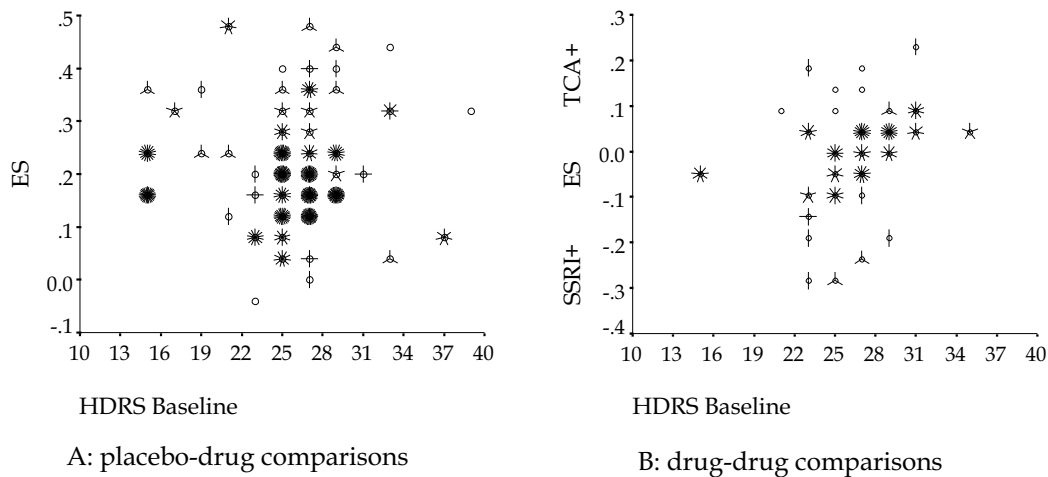 .5
.4
.3
.2
.1
0.0
-.1
ES
10 13 16 19 22 25 28 31 34 37 40
HDRS Baseline
A: placebo-drug comparisons
.3
.2
.1
0.0
-.1
-.2
-.3
-.4
TCA+
ES
SSRI+
10 13 16 19 22 25 28 31 34 37 40
HDRS Baseline
B: drug-drug comparisons